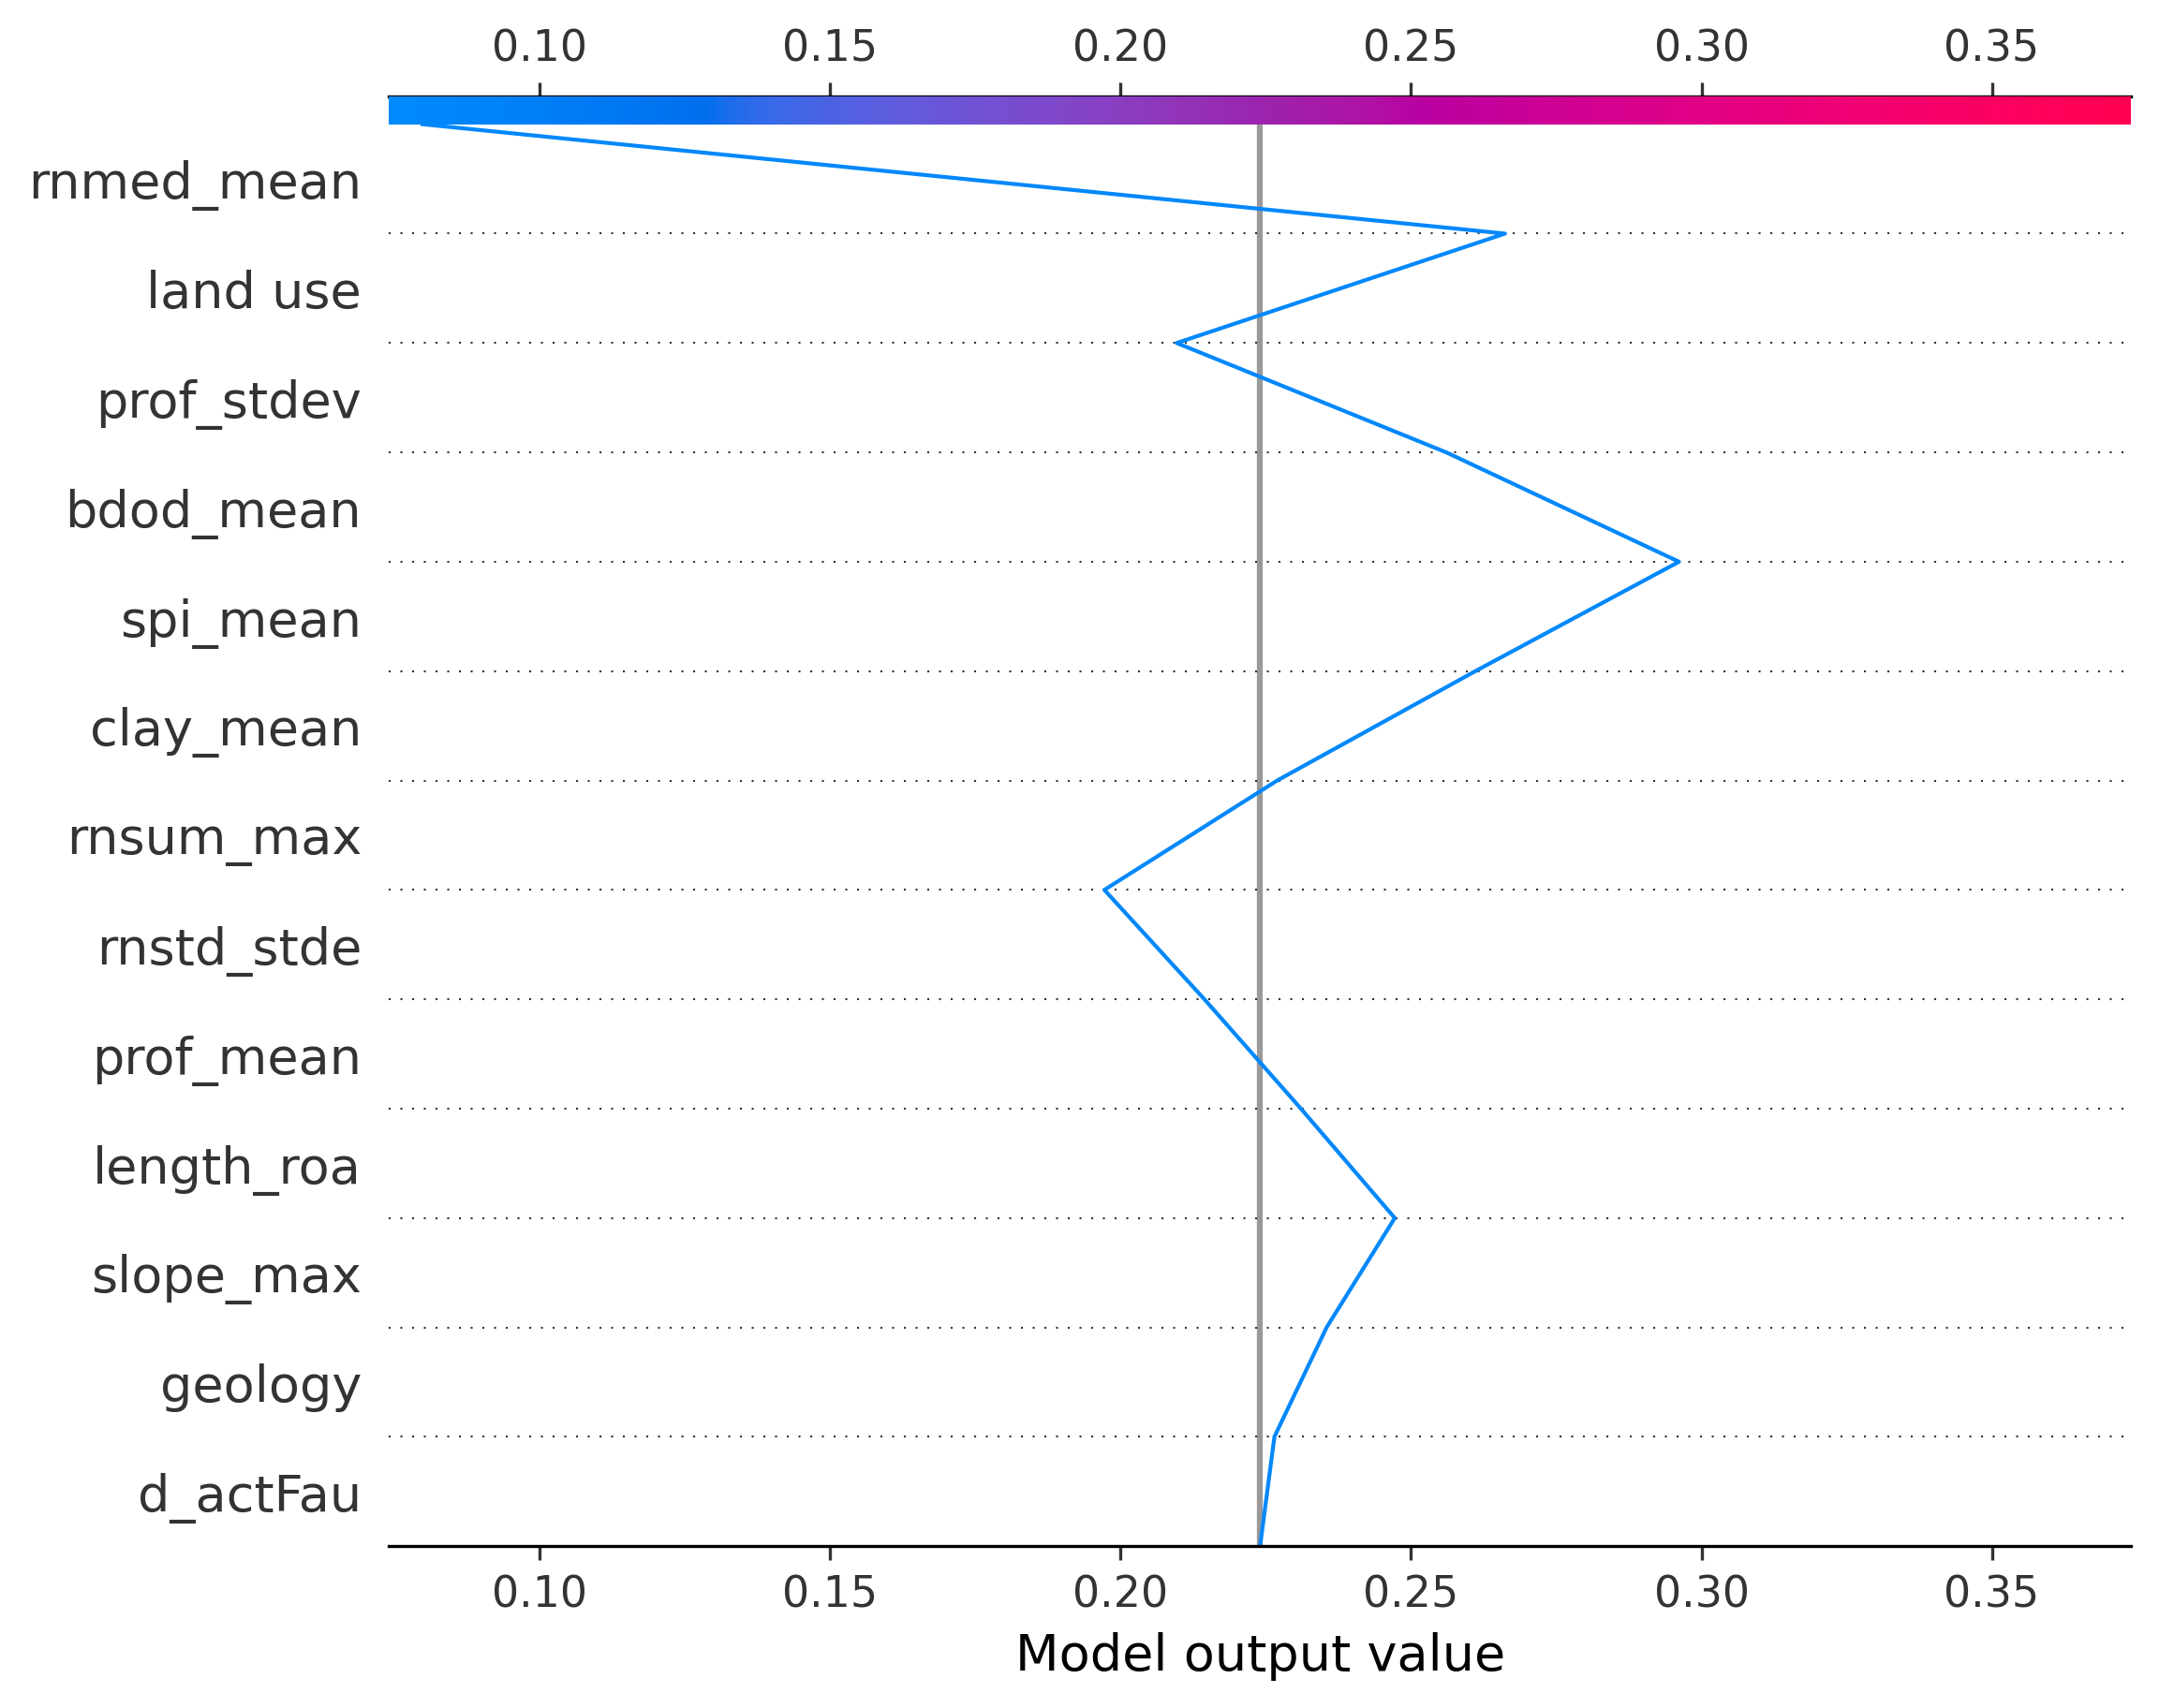 0.10 0.15 0.20 0.25 0.30 0.35
rnmed_mean
land use
prof_stdev
bdod_mean
spi_mean
clay_mean
rnsum_max
rnstd_stde
prof_mean
length_roa
slope_max
geology
d_actFau
0.10 0.15 0.20 0.25 0.30 0.35
Model output value